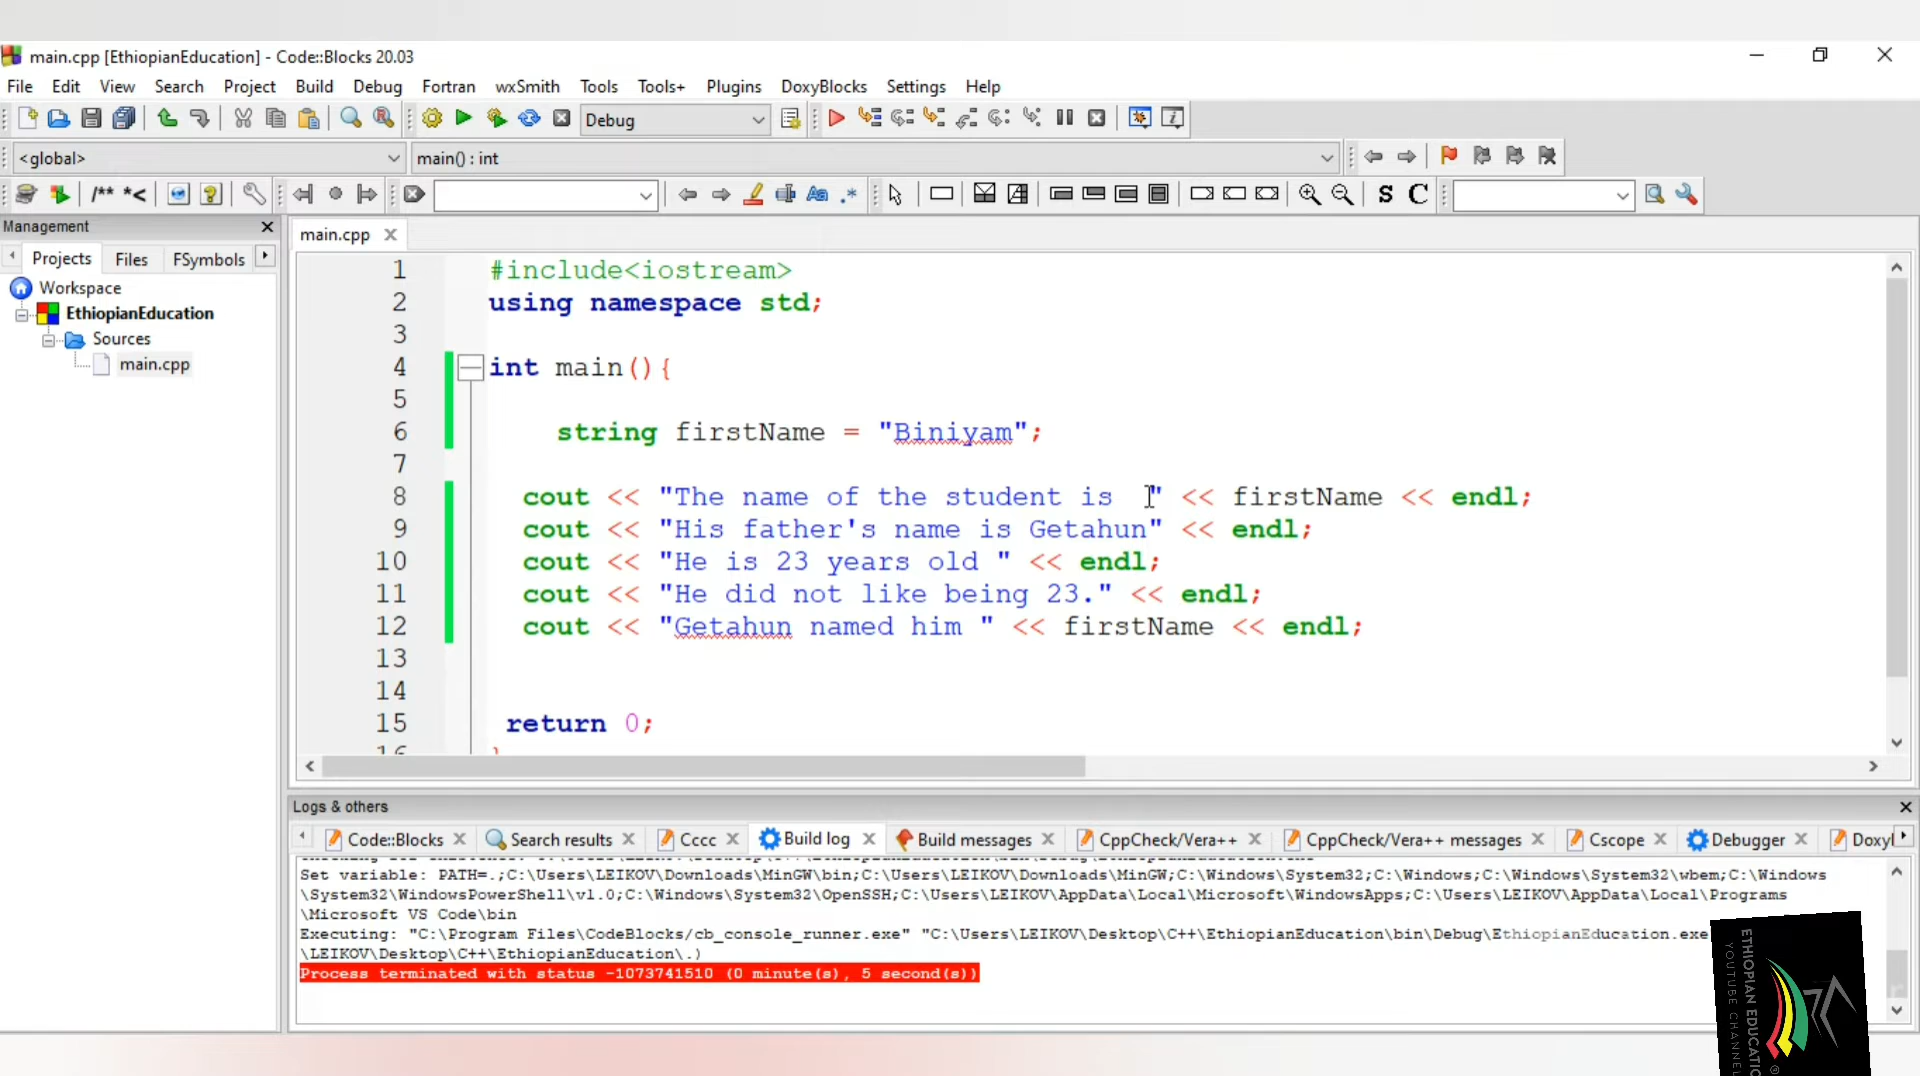 main.cpp [EthiopianEducation] - Code::Blocks 20.03
File Edit View Search Project Build Debug Fortran wxSmith Tools Tools+ Plugins DoxyBlocks Settings Help
Debug
<global> main() : int
/** *< S C
Management
Projects Files FSymbols
Workspace
EthiopianEducation
Sources
main.cpp
main.cpp
1 #include<iostream>
2 using namespace std;
3
4 int main(){
5
6 string firstName = "Biniyam";
7
8 cout << "The name of the student is  " << firstName << endl;
9 cout << "His father's name is Getahun" << endl;
10 cout << "He is 23 years old " << endl;
11 cout << "He did not like being 23." << endl;
12 cout << "Getahun named him " << firstName << endl;
13
14
15 return 0;
16 }
Logs & others
Code::Blocks Search results Cccc Build log Build messages CppCheck/Vera++ CppCheck/Vera++ messages Cscope Debugger Doxyl
Set variable: PATH=.;C:\Users\LEIKOV\Downloads\MinGW\bin;C:\Users\LEIKOV\Downloads\MinGW;C:\Windows\System32;C:\Windows;C:\Windows\System32\wbem;C:\Windows
\System32\WindowsPowerShell\v1.0;C:\Windows\System32\OpenSSH;C:\Users\LEIKOV\AppData\Local\Microsoft\WindowsApps;C:\Users\LEIKOV\AppData\Local\Programs
\Microsoft VS Code\bin
Executing: "C:\Program Files\CodeBlocks/cb_console_runner.exe" "C:\Users\LEIKOV\Desktop\C++\EthiopianEducation\bin\Debug\EthiopianEducation.exe
\LEIKOV\Desktop\C++\EthiopianEducation\.)
Process terminated with status -1073741510 (0 minute(s), 5 second(s))
ETHIOPIAN EDUCATIO
YOUTUBE CHANNEL